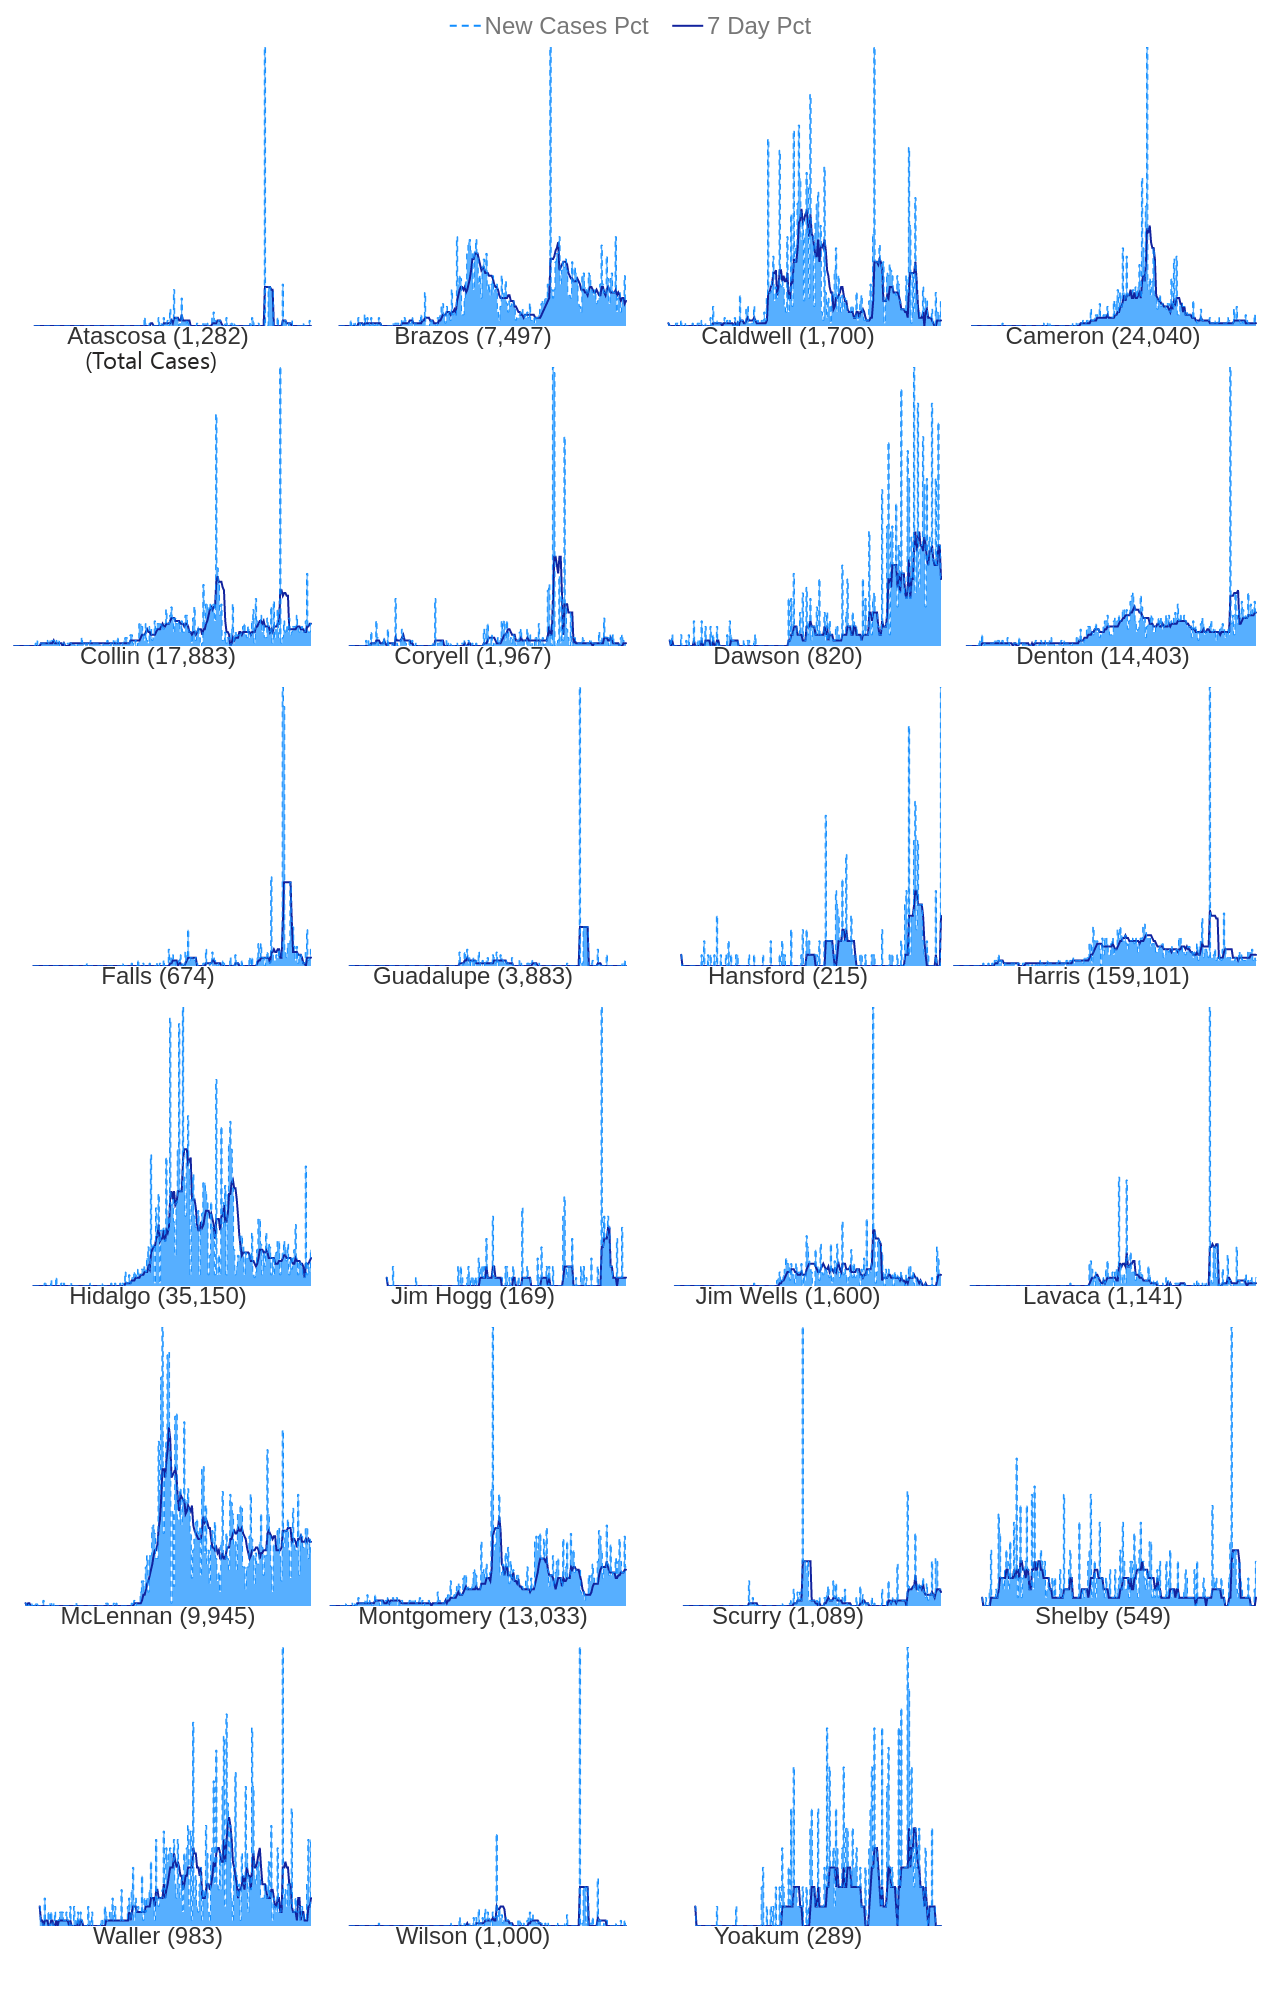 New Cases Pct 7 Day Pct
Atascosa (1,282) Brazos (7,497) Caldwell (1,700) Cameron (24,040)
(Total Cases)
Collin (17,883) Coryell (1,967) Dawson (820) Denton (14,403)
Falls (674) Guadalupe (3,883) Hansford (215) Harris (159,101)
Hidalgo (35,150) Jim Hogg (169) Jim Wells (1,600) Lavaca (1,141)
McLennan (9,945) Montgomery (13,033) Scurry (1,089) Shelby (549)
Waller (983) Wilson (1,000) Yoakum (289)